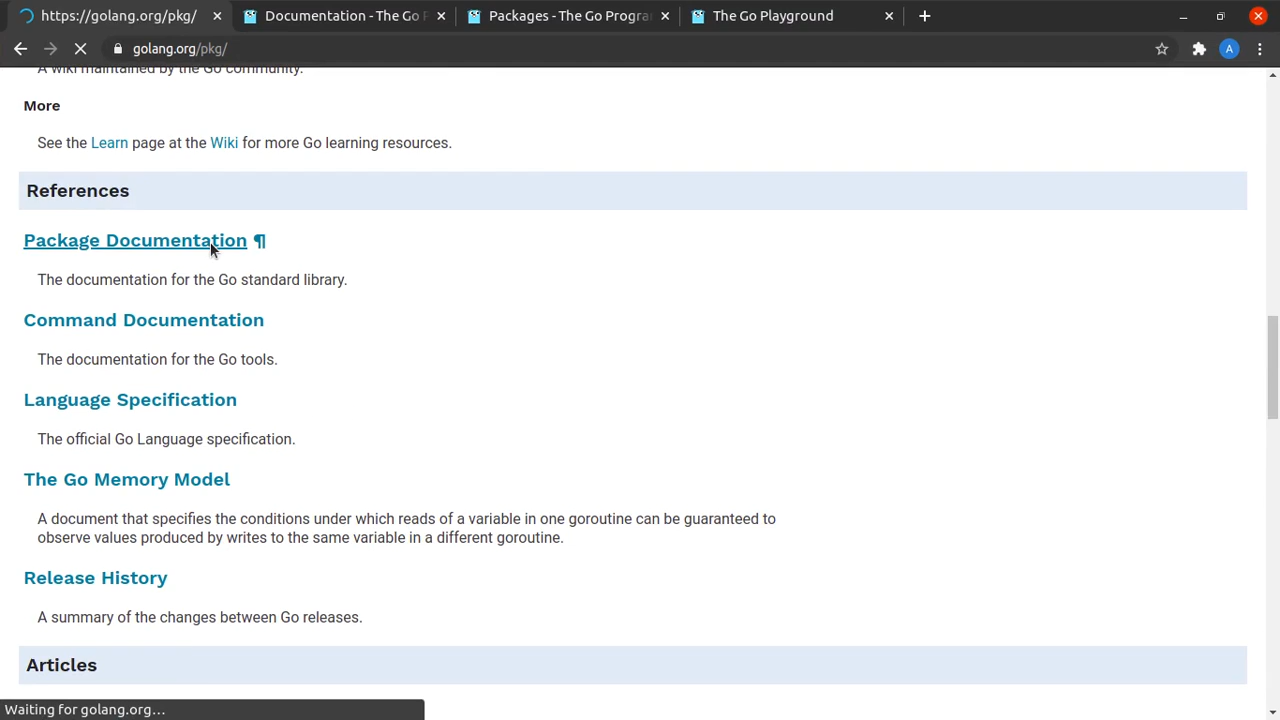 https://golang.org/pkg/
Documentation - The Go P
Packages - The Go Progra
The Go Playground
golang.org/pkg/
A
A wiki maintained by the Go community.
More
See the Learn page at the Wiki for more Go learning resources.
References
Package Documentation ¶
The documentation for the Go standard library.
Command Documentation
The documentation for the Go tools.
Language Specification
The official Go Language specification.
The Go Memory Model
A document that specifies the conditions under which reads of a variable in one goroutine can be guaranteed to
observe values produced by writes to the same variable in a different goroutine.
Release History
A summary of the changes between Go releases.
Articles
Waiting for golang.org...